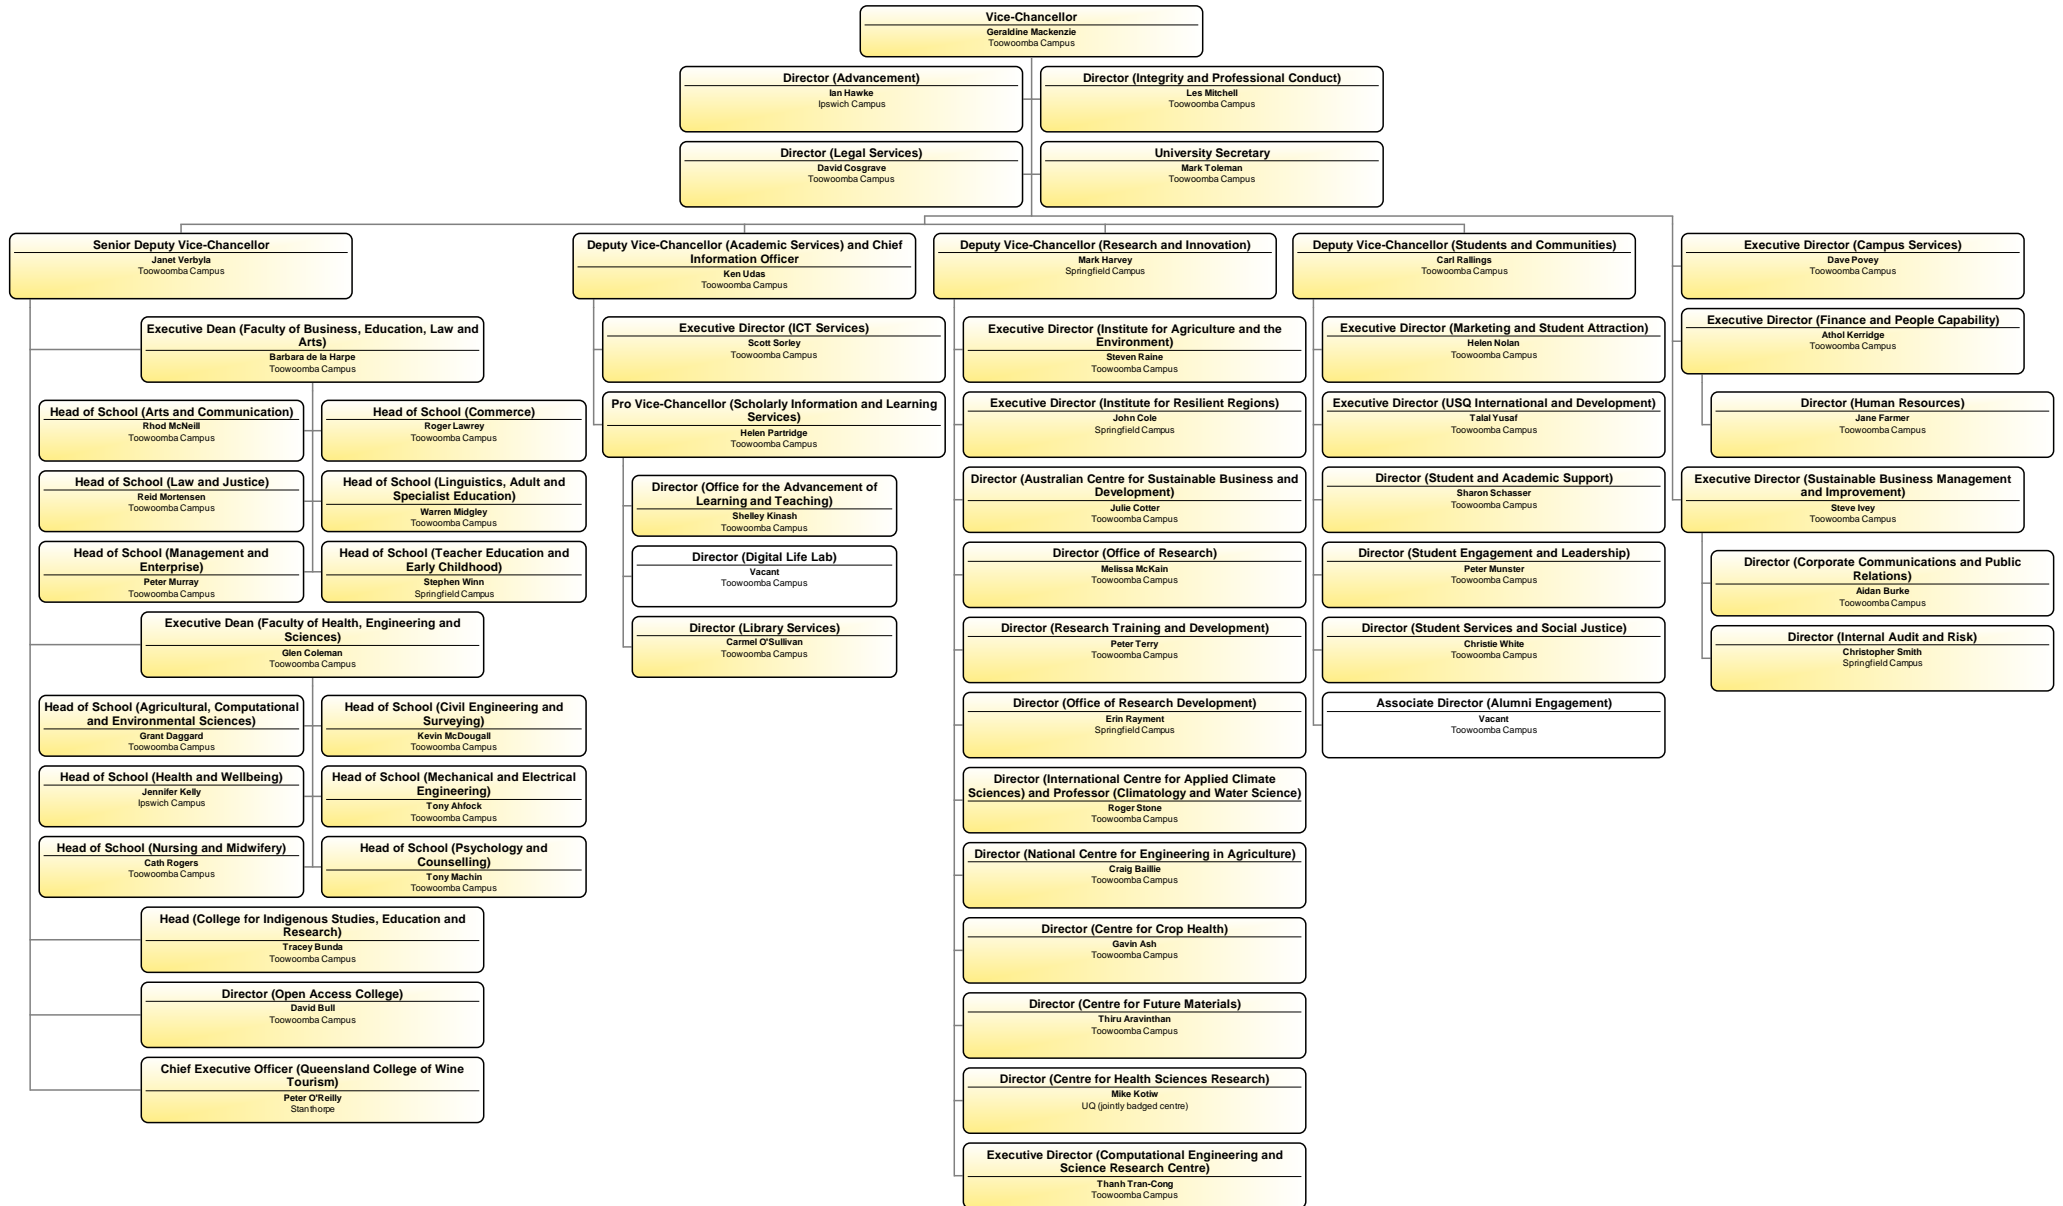 Vice-Chancellor
Geraldine Mackenzie
Toowoomba Campus
Director (Advancement)
Ian Hawke
Ipswich Campus
Director (Integrity and Professional Conduct)
Les Mitchell
Toowoomba Campus
Director (Legal Services)
David Cosgrave
Toowoomba Campus
University Secretary
Mark Toleman
Toowoomba Campus
Senior Deputy Vice-Chancellor
Janet Verbyla
Toowoomba Campus
Executive Dean (Faculty of Business, Education, Law and
Arts)
Barbara de la Harpe
Toowoomba Campus
Head of School (Arts and Communication)
Rhod McNeill
Toowoomba Campus
Head of School (Commerce)
Roger Lawrey
Toowoomba Campus
Head of School (Law and Justice)
Reid Mortensen
Toowoomba Campus
Head of School (Linguistics, Adult and
Specialist Education)
Warren Midgley
Toowoomba Campus
Head of School (Management and
Enterprise)
Peter Murray
Toowoomba Campus
Head of School (Teacher Education and
Early Childhood)
Stephen Winn
Springfield Campus
Executive Dean (Faculty of Health, Engineering and
Sciences)
Glen Coleman
Toowoomba Campus
Head of School (Agricultural, Computational
and Environmental Sciences)
Grant Daggard
Toowoomba Campus
Head of School (Civil Engineering and
Surveying)
Kevin McDougall
Toowoomba Campus
Head of School (Health and Wellbeing)
Jennifer Kelly
Ipswich Campus
Head of School (Mechanical and Electrical
Engineering)
Tony Ahfock
Toowoomba Campus
Head of School (Nursing and Midwifery)
Cath Rogers
Toowoomba Campus
Head of School (Psychology and
Counselling)
Tony Machin
Toowoomba Campus
Head (College for Indigenous Studies, Education and
Research)
Tracey Bunda
Toowoomba Campus
Director (Open Access College)
David Bull
Toowoomba Campus
Chief Executive Officer (Queensland College of Wine
Tourism)
Peter O'Reilly
Stanthorpe
Deputy Vice-Chancellor (Academic Services) and Chief
Information Officer
Ken Udas
Toowoomba Campus
Executive Director (ICT Services)
Scott Sorley
Toowoomba Campus
Pro Vice-Chancellor (Scholarly Information and Learning
Services)
Helen Partridge
Toowoomba Campus
Director (Office for the Advancement of
Learning and Teaching)
Shelley Kinash
Toowoomba Campus
Director (Digital Life Lab)
Vacant
Toowoomba Campus
Director (Library Services)
Carmel O'Sullivan
Toowoomba Campus
Deputy Vice-Chancellor (Research and Innovation)
Mark Harvey
Springfield Campus
Executive Director (Institute for Agriculture and the
Environment)
Steven Raine
Toowoomba Campus
Executive Director (Institute for Resilient Regions)
John Cole
Springfield Campus
Director (Australian Centre for Sustainable Business and
Development)
Julie Cotter
Toowoomba Campus
Director (Office of Research)
Melissa McKain
Toowoomba Campus
Director (Research Training and Development)
Peter Terry
Toowoomba Campus
Director (Office of Research Development)
Erin Rayment
Springfield Campus
Director (International Centre for Applied Climate
Sciences) and Professor (Climatology and Water Science)
Roger Stone
Toowoomba Campus
Director (National Centre for Engineering in Agriculture)
Craig Baillie
Toowoomba Campus
Director (Centre for Crop Health)
Gavin Ash
Toowoomba Campus
Director (Centre for Future Materials)
Thiru Aravinthan
Toowoomba Campus
Director (Centre for Health Sciences Research)
Mike Kotiw
UQ (jointly badged centre)
Executive Director (Computational Engineering and
Science Research Centre)
Thanh Tran-Cong
Toowoomba Campus
Deputy Vice-Chancellor (Students and Communities)
Carl Rallings
Toowoomba Campus
Executive Director (Marketing and Student Attraction)
Helen Nolan
Toowoomba Campus
Executive Director (USQ International and Development)
Talal Yusaf
Toowoomba Campus
Director (Student and Academic Support)
Sharon Schasser
Toowoomba Campus
Director (Student Engagement and Leadership)
Peter Munster
Toowoomba Campus
Director (Student Services and Social Justice)
Christie White
Toowoomba Campus
Associate Director (Alumni Engagement)
Vacant
Toowoomba Campus
Executive Director (Campus Services)
Dave Povey
Toowoomba Campus
Executive Director (Finance and People Capability)
Athol Kerridge
Toowoomba Campus
Director (Human Resources)
Jane Farmer
Toowoomba Campus
Executive Director (Sustainable Business Management
and Improvement)
Steve Ivey
Toowoomba Campus
Director (Corporate Communications and Public
Relations)
Aidan Burke
Toowoomba Campus
Director (Internal Audit and Risk)
Christopher Smith
Springfield Campus